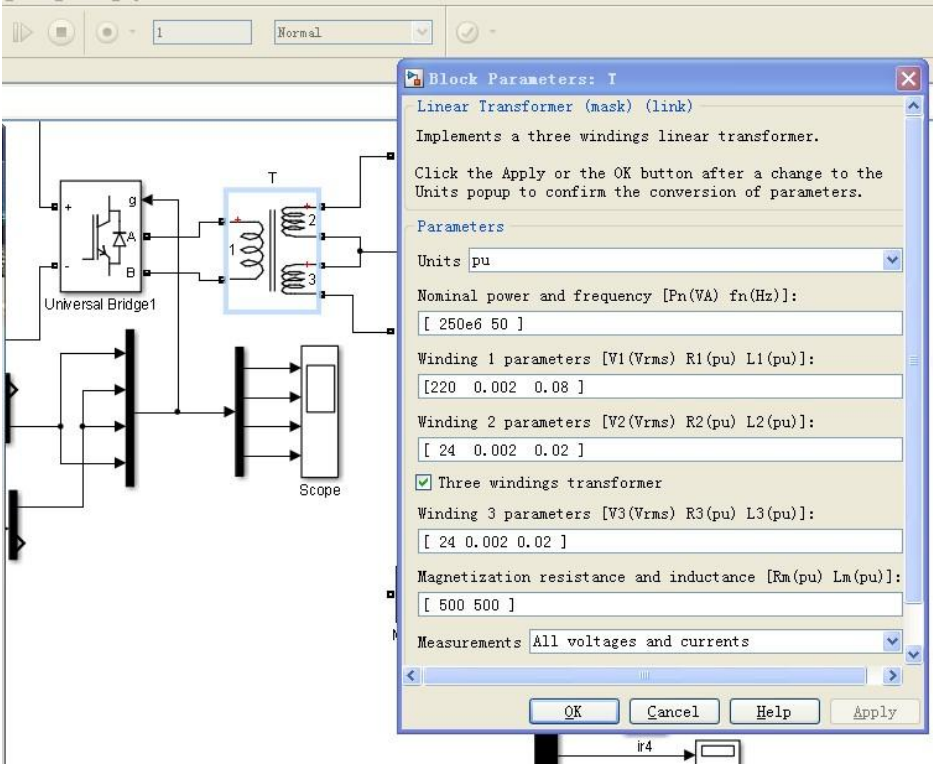 1
Normal
Block Parameters: T
Linear Transformer (mask) (link)
Implements a three windings linear transformer.
Click the Apply or the OK button after a change to the
Units popup to confirm the conversion of parameters.
Parameters
Units pu
Nominal power and frequency [Pn(VA) fn(Hz)]:
[ 250e6 50 ]
Winding 1 parameters [V1(Vrms) R1(pu) L1(pu)]:
[220 0.002 0.08 ]
Winding 2 parameters [V2(Vrms) R2(pu) L2(pu)]:
[ 24 0.002 0.02 ]
Three windings transformer
Winding 3 parameters [V3(Vrms) R3(pu) L3(pu)]:
[ 24 0.002 0.02 ]
Magnetization resistance and inductance [Rm(pu) Lm(pu)]:
[ 500 500 ]
Measurements All voltages and currents
OK Cancel Help Apply
T
+ g
A
- B
Universal Bridge1
+ + 2
1
+ 3
Scope
ir4